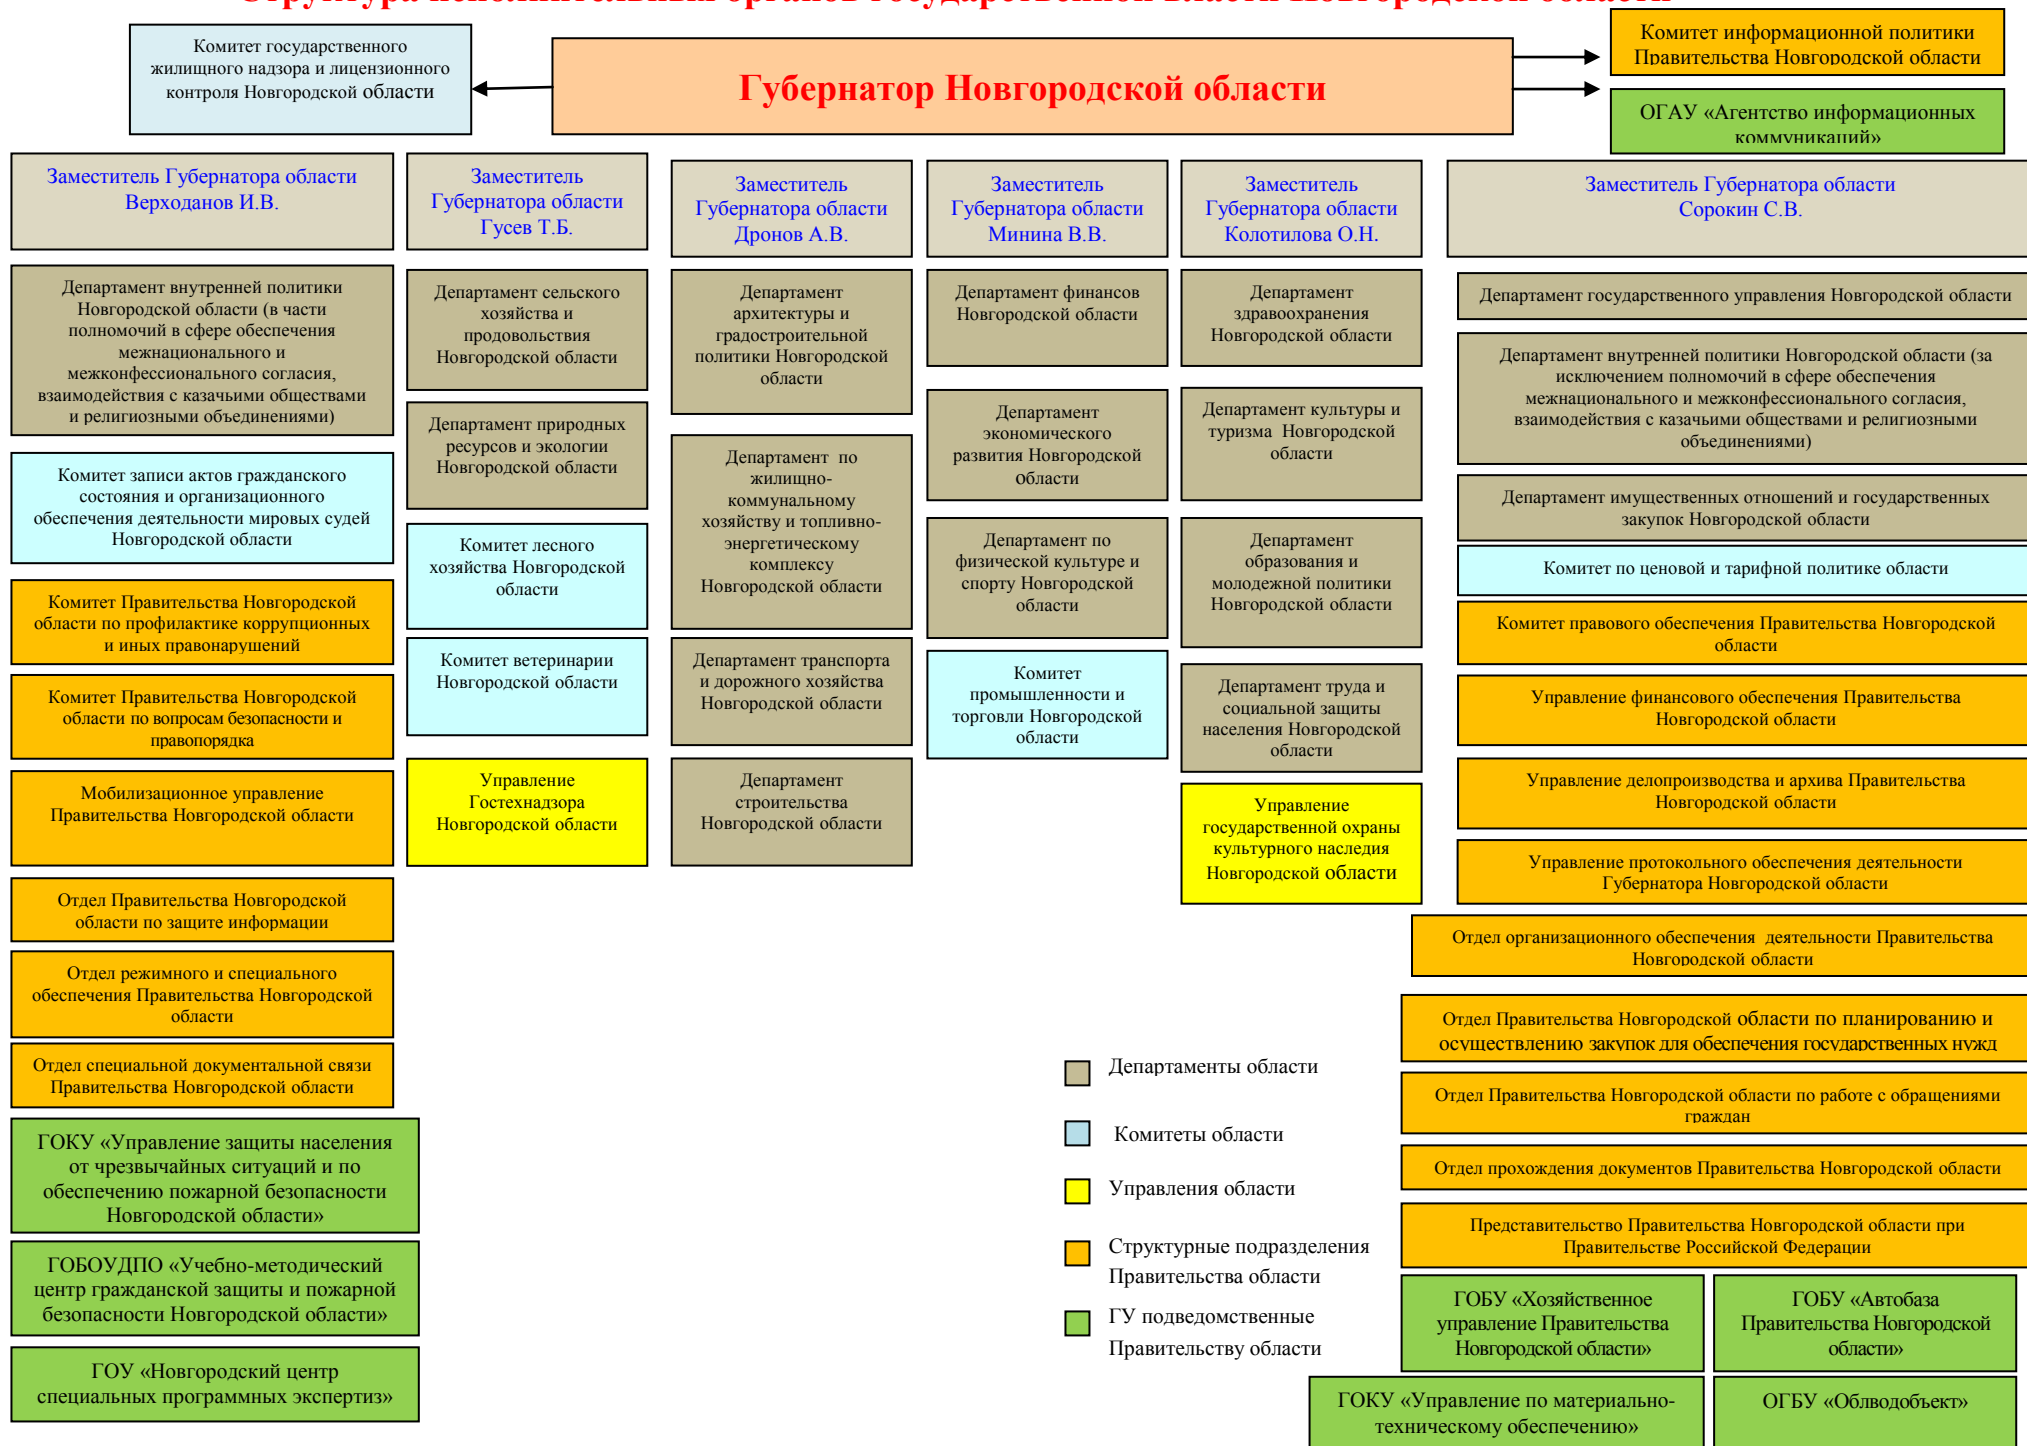 Структура исполнительных органов государственной власти Новгородской области
Комитет государственного
жилищного надзора и лицензионного
контроля Новгородской области
Губернатор Новгородской области
Комитет информационной политики
Правительства Новгородской области
ОГАУ «Агентство информационных
коммуникаций»
Заместитель Губернатора области
Верходанов И.В.
Заместитель
Губернатора области
Гусев Т.Б.
Заместитель
Губернатора области
Дронов А.В.
Заместитель
Губернатора области
Минина В.В.
Заместитель
Губернатора области
Колотилова О.Н.
Заместитель Губернатора области
Сорокин С.В.
Департамент внутренней политики
Новгородской области (в части
полномочий в сфере обеспечения
межнационального и
межконфессионального согласия,
взаимодействия с казачьими обществами
и религиозными объединениями)
Комитет записи актов гражданского
состояния и организационного
обеспечения деятельности мировых судей
Новгородской области
Комитет Правительства Новгородской
области по профилактике коррупционных
и иных правонарушений
Комитет Правительства Новгородской
области по вопросам безопасности и
правопорядка
Мобилизационное управление
Правительства Новгородской области
Отдел Правительства Новгородской
области по защите информации
Отдел режимного и специального
обеспечения Правительства Новгородской
области
Отдел специальной документальной связи
Правительства Новгородской области
ГОКУ «Управление защиты населения
от чрезвычайных ситуаций и по
обеспечению пожарной безопасности
Новгородской области»
ГОБОУДПО «Учебно-методический
центр гражданской защиты и пожарной
безопасности Новгородской области»
ГОУ «Новгородский центр
специальных программных экспертиз»
Департамент сельского
хозяйства и
продовольствия
Новгородской области
Департамент природных
ресурсов и экологии
Новгородской области
Комитет лесного
хозяйства Новгородской
области
Комитет ветеринарии
Новгородской области
Управление
Гостехнадзора
Новгородской области
Департамент
архитектуры и
градостроительной
политики Новгородской
области
Департамент по
жилищно-
коммунальному
хозяйству и топливно-
энергетическому
комплексу
Новгородской области
Департамент транспорта
и дорожного хозяйства
Новгородской области
Департамент
строительства
Новгородской области
Департамент финансов
Новгородской области
Департамент
экономического
развития Новгородской
области
Департамент по
физической культуре и
спорту Новгородской
области
Комитет
промышленности и
торговли Новгородской
области
Департамент
здравоохранения
Новгородской области
Департамент культуры и
туризма Новгородской
области
Департамент
образования и
молодежной политики
Новгородской области
Департамент труда и
социальной защиты
населения Новгородской
области
Управление
государственной охраны
культурного наследия
Новгородской области
Департамент государственного управления Новгородской области
Департамент внутренней политики Новгородской области (за
исключением полномочий в сфере обеспечения
межнационального и межконфессионального согласия,
взаимодействия с казачьими обществами и религиозными
объединениями)
Департамент имущественных отношений и государственных
закупок Новгородской области
Комитет по ценовой и тарифной политике области
Комитет правового обеспечения Правительства Новгородской
области
Управление финансового обеспечения Правительства
Новгородской области
Управление делопроизводства и архива Правительства
Новгородской области
Управление протокольного обеспечения деятельности
Губернатора Новгородской области
Отдел организационного обеспечения деятельности Правительства
Новгородской области
Отдел Правительства Новгородской области по планированию и
осуществлению закупок для обеспечения государственных нужд
Отдел Правительства Новгородской области по работе с обращениями
граждан
Отдел прохождения документов Правительства Новгородской области
Представительство Правительства Новгородской области при
Правительстве Российской Федерации
ГОБУ «Хозяйственное
управление Правительства
Новгородской области»
ГОБУ «Автобаза
Правительства Новгородской
области»
ГОКУ «Управление по материально-
техническому обеспечению»
ОГБУ «Облводобъект»
Департаменты области
Комитеты области
Управления области
Структурные подразделения
Правительства области
ГУ подведомственные
Правительству области